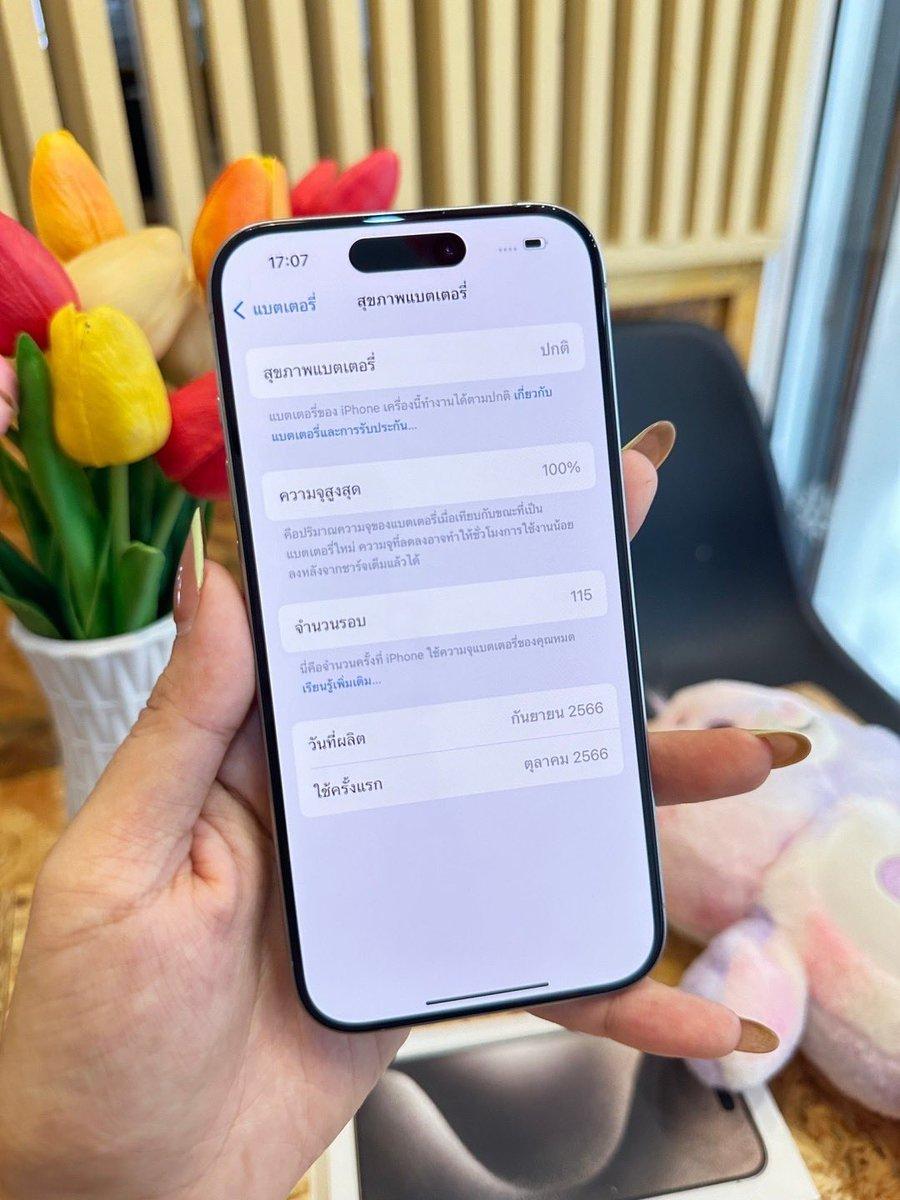 17:07
แบตเตอรี่
สุขภาพแบตเตอรี่
สุขภาพแบตเตอรี่
ปกติ
แบตเตอรี่ของ iPhone เครื่องนี้ทำงานได้ตามปกติ เกี่ยวกับ
แบตเตอรี่และการรับประกัน...
ความจุสูงสุด
100%
คือปริมาณความจุของแบตเตอรี่เมื่อเทียบกับขณะที่เป็น
แบตเตอรี่ใหม่ ความจุที่ลดลงอาจทำให้ชั่วโมงการใช้งานน้อย
ลงหลังจากชาร์จเต็มแล้วได้
จำนวนรอบ
115
นี่คือจำนวนครั้งที่ iPhone ใช้ความจุแบตเตอรี่ของคุณหมด
เรียนรู้เพิ่มเติม...
วันที่ผลิต
กันยายน 2566
ใช้ครั้งแรก
ตุลาคม 2566